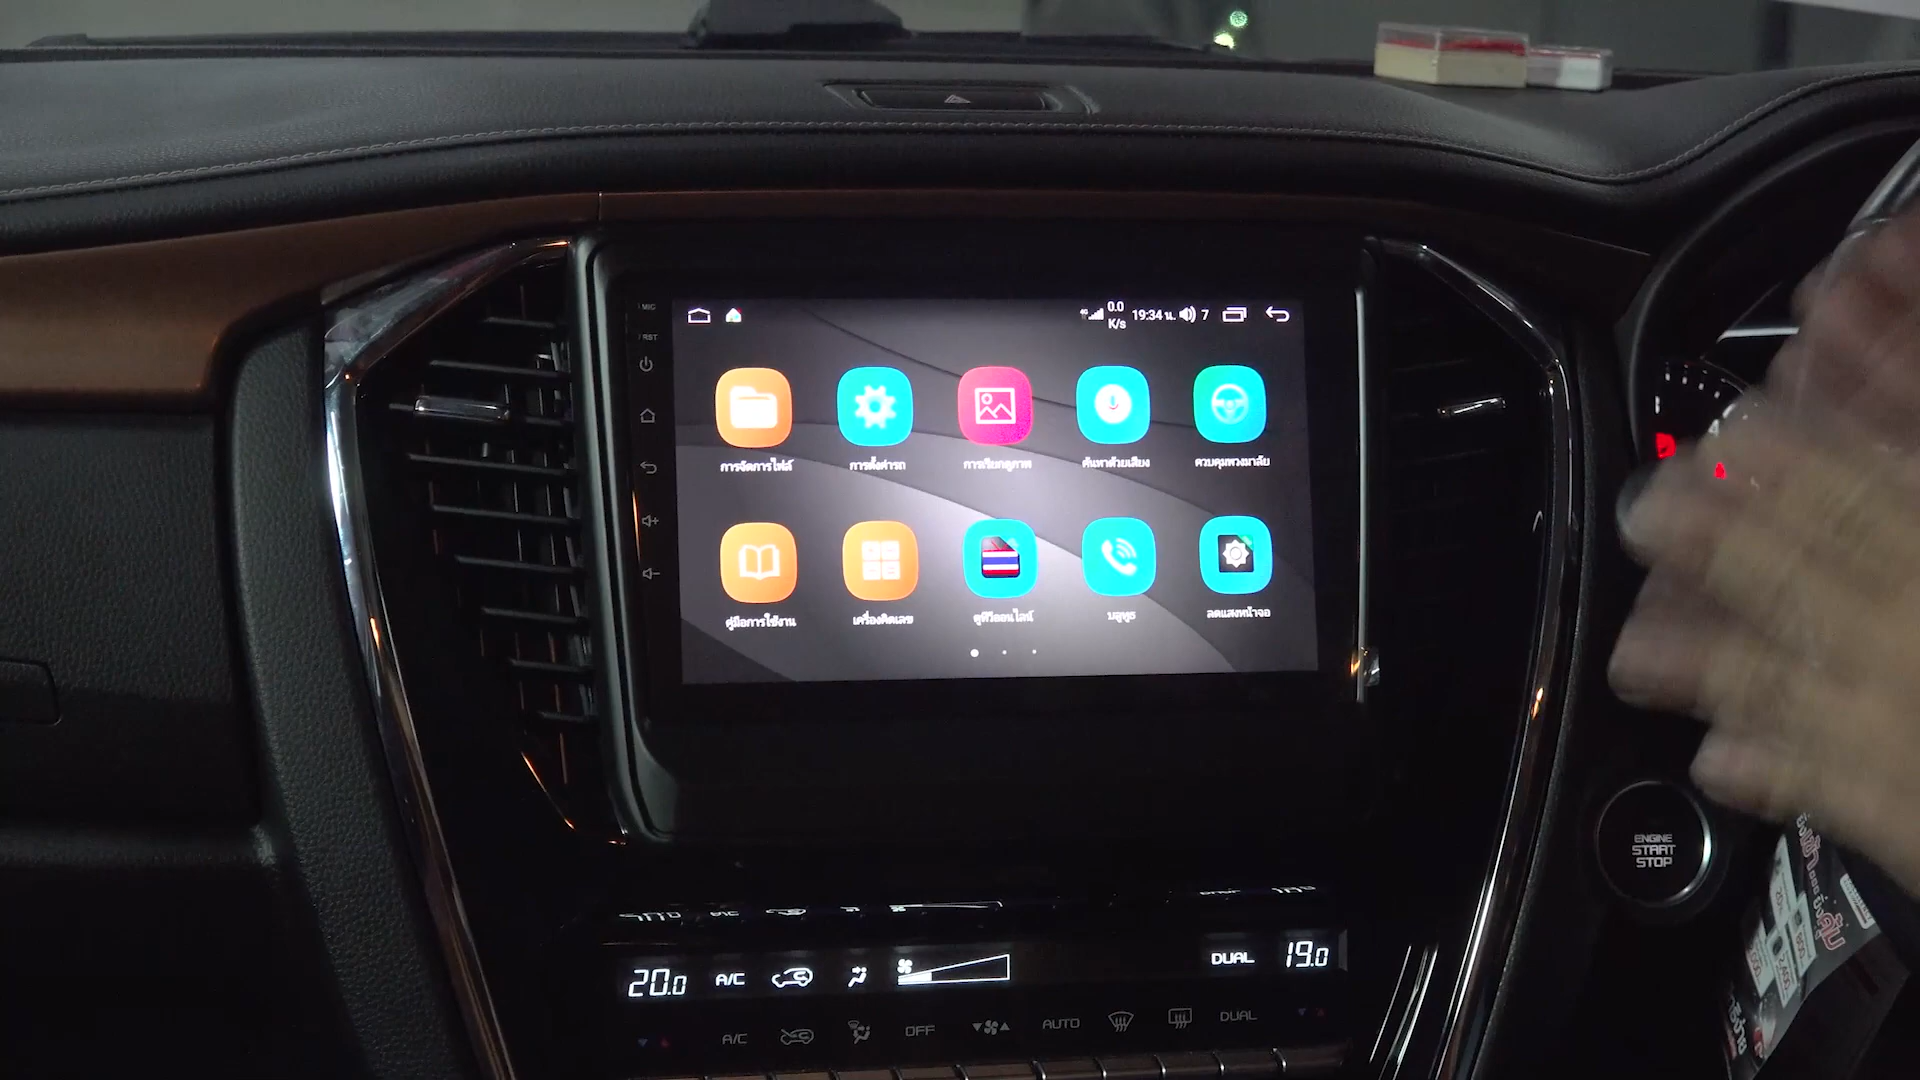 MIC
0.0
K/s
19:34 น.
7
RST
การจัดการไฟล์
การตั้งค่ารถ
การเรียกดูภาพ
ค้นหาด้วยเสียง
ควบคุมพวงมาลัย
คู่มือการใช้งาน
เครื่องคิดเลข
ดูทีวีออนไลน์
บลูทูธ
ลดแสงหน้าจอ
ENGINE
START
STOP
20.0
A/C
DUAL
19.0
A/C
OFF
AUTO
DUAL